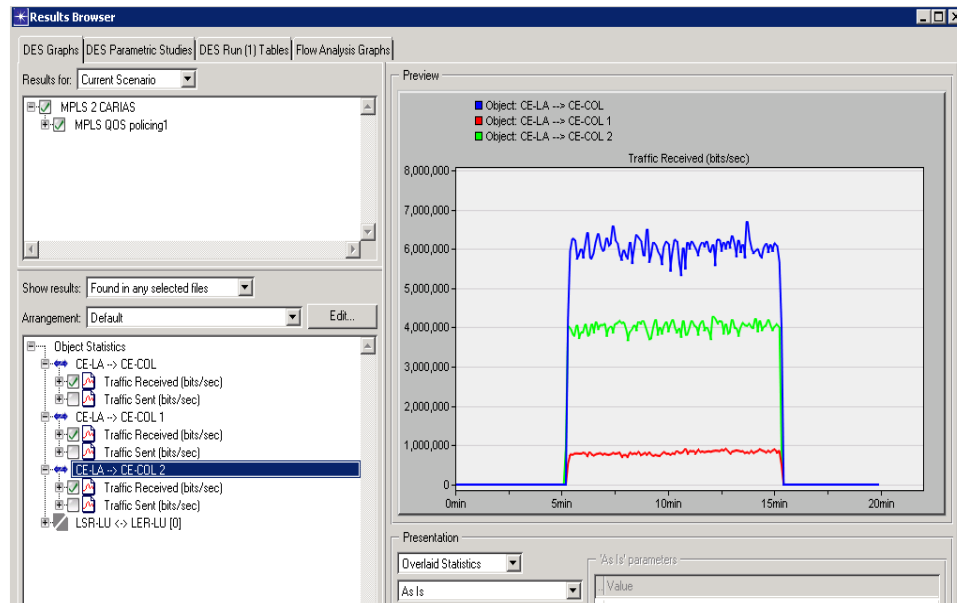 Results Browser
DES Graphs DES Parametric Studies DES Run (1) Tables Flow Analysis Graphs
Results for: Current Scenario
MPLS 2 CARIAS
MPLS QOS policing1
Show results: Found in any selected files
Arrangement: Default Edit...
Object Statistics
CE-LA --> CE-COL
Traffic Received (bits/sec)
Traffic Sent (bits/sec)
CE-LA --> CE-COL 1
Traffic Received (bits/sec)
Traffic Sent (bits/sec)
CE-LA --> CE-COL 2
Traffic Received (bits/sec)
Traffic Sent (bits/sec)
LSR-LU <-> LER-LU [0]
Preview
Object: CE-LA --> CE-COL
Object: CE-LA --> CE-COL 1
Object: CE-LA --> CE-COL 2
Traffic Received (bits/sec)
8,000,000
7,000,000
6,000,000
5,000,000
4,000,000
3,000,000
2,000,000
1,000,000
0
0min 5min 10min 15min 20min
Presentation
Overlaid Statistics
As Is
'As Is' parameters
Value